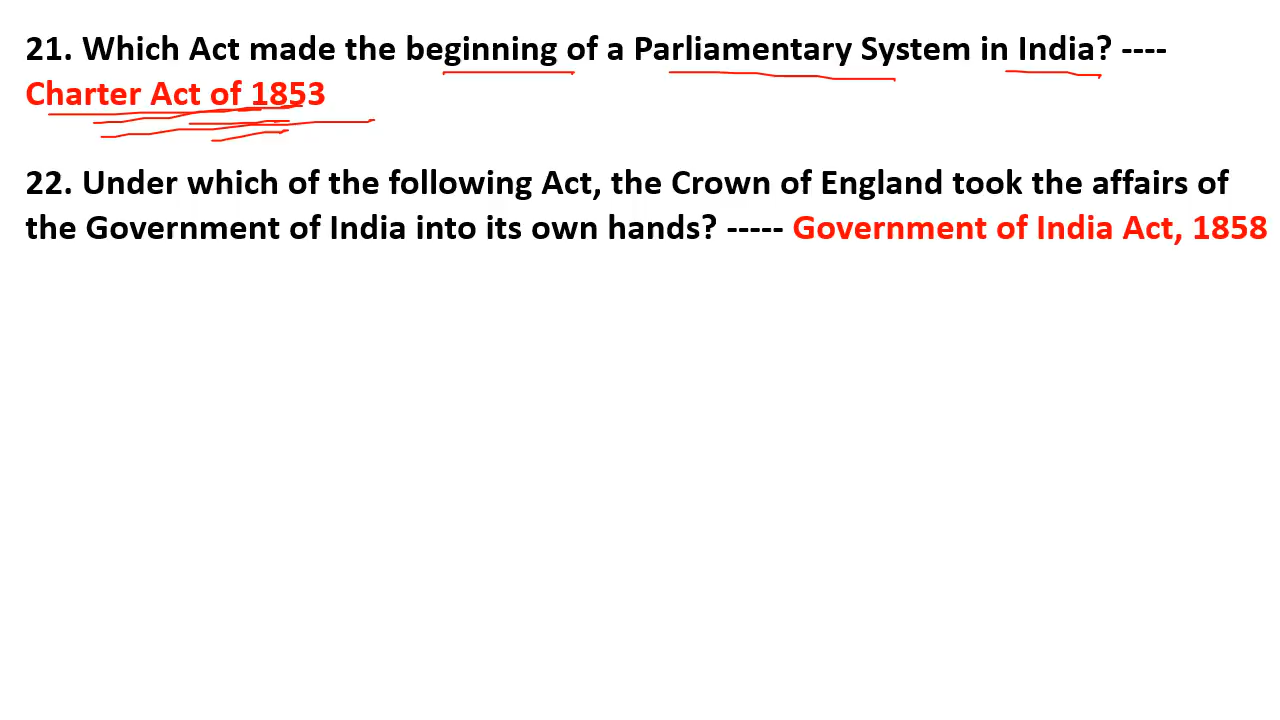 21. Which Act made the beginning of a Parliamentary System in India? ----
Charter Act of 1853
22. Under which of the following Act, the Crown of England took the affairs of
the Government of India into its own hands? ----- Government of India Act, 1858